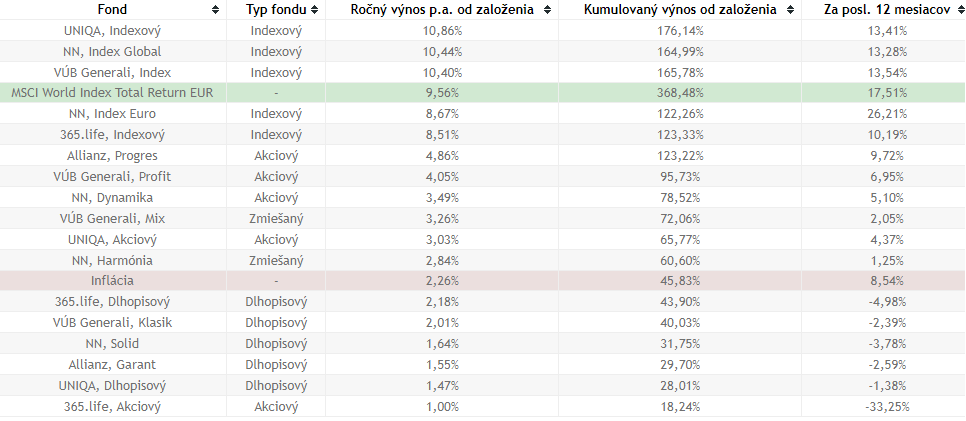 Fond Typ fondu Ročný výnos p.a. od založenia Kumulovaný výnos od založenia Za posl. 12 mesiacov
UNIQA, Indexový Indexový 10,86% 176,14% 13,41%
NN, Index Global Indexový 10,44% 164,99% 13,28%
VÚB Generali, Index Indexový 10,40% 165,78% 13,54%
MSCI World Index Total Return EUR - 9,56% 368,48% 17,51%
NN, Index Euro Indexový 8,67% 122,26% 26,21%
365.life, Indexový Indexový 8,51% 123,33% 10,19%
Allianz, Progres Akciový 4,86% 123,22% 9,72%
VÚB Generali, Profit Akciový 4,05% 95,73% 6,95%
NN, Dynamika Akciový 3,49% 78,52% 5,10%
VÚB Generali, Mix Zmiešaný 3,26% 72,06% 2,05%
UNIQA, Akciový Akciový 3,03% 65,77% 4,37%
NN, Harmónia Zmiešaný 2,84% 60,60% 1,25%
Inflácia - 2,26% 45,83% 8,54%
365.life, Dlhopisový Dlhopisový 2,18% 43,90% -4,98%
VÚB Generali, Klasik Dlhopisový 2,01% 40,03% -2,39%
NN, Solid Dlhopisový 1,64% 31,75% -3,78%
Allianz, Garant Dlhopisový 1,55% 29,70% -2,59%
UNIQA, Dlhopisový Dlhopisový 1,47% 28,01% -1,38%
365.life, Akciový Akciový 1,00% 18,24% -33,25%